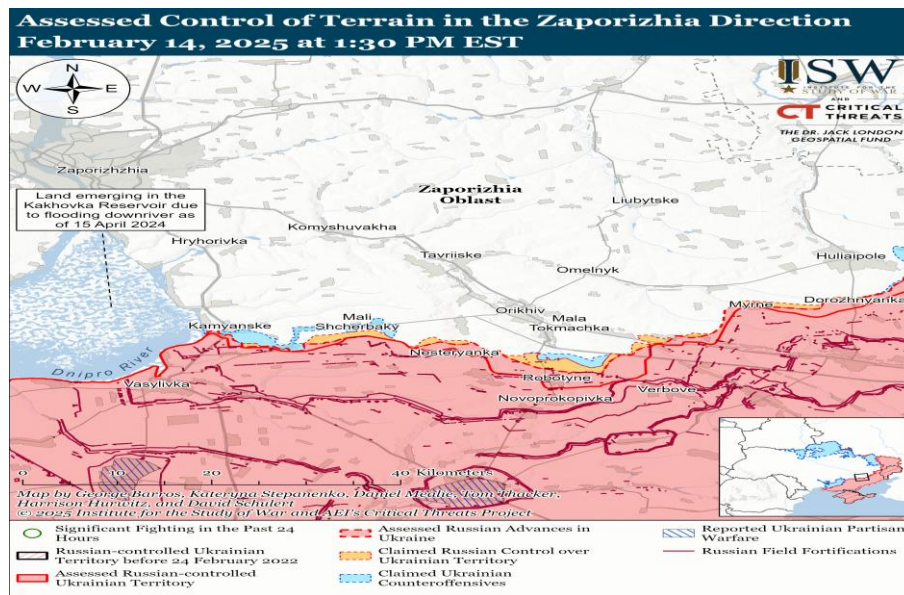 Assessed Control of Terrain in the Zaporizhia Direction
February 14, 2025 at 1:30 PM EST
N
W E
S
ISW
INSTITUTE FOR THE
STUDY OF WAR
AND
CT CRITICAL
THREATS
THE DR. JACK LONDON
GEOSPATIAL FUND
Zaporizhzhia
Land emerging in the
Kakhovka Reservoir due
to flooding downriver as
of 15 April 2024
Zaporizhia
Oblast
Liubytske
Hryhorivka
Komyshuvakha
Tavriiske
Omelnyk
Huliaipole
Kamyanske
Mali
Shcherbaky
Orikhiv
Mala
Tokmachka
Myrne
Dorozhnyanka
Nesteryanka
Dnipro River
Vasylivka
Robotyne
Novoprokopivka
Verbove
0 10 20 40 Kilometers
Map by George Barros, Kateryna Stepanenko, Daniel Mealie, Tom Thacker,
Harrison Hurwitz, and David Schulert
© 2025 Institute for the Study of War and AEI's Critical Threats Project
Significant Fighting in the Past 24
Hours
Russian-controlled Ukrainian
Territory before 24 February 2022
Assessed Russian-controlled
Ukrainian Territory
Assessed Russian Advances in
Ukraine
Claimed Russian Control over
Ukrainian Territory
Claimed Ukrainian
Counteroffensives
Reported Ukrainian Partisan
Warfare
Russian Field Fortifications